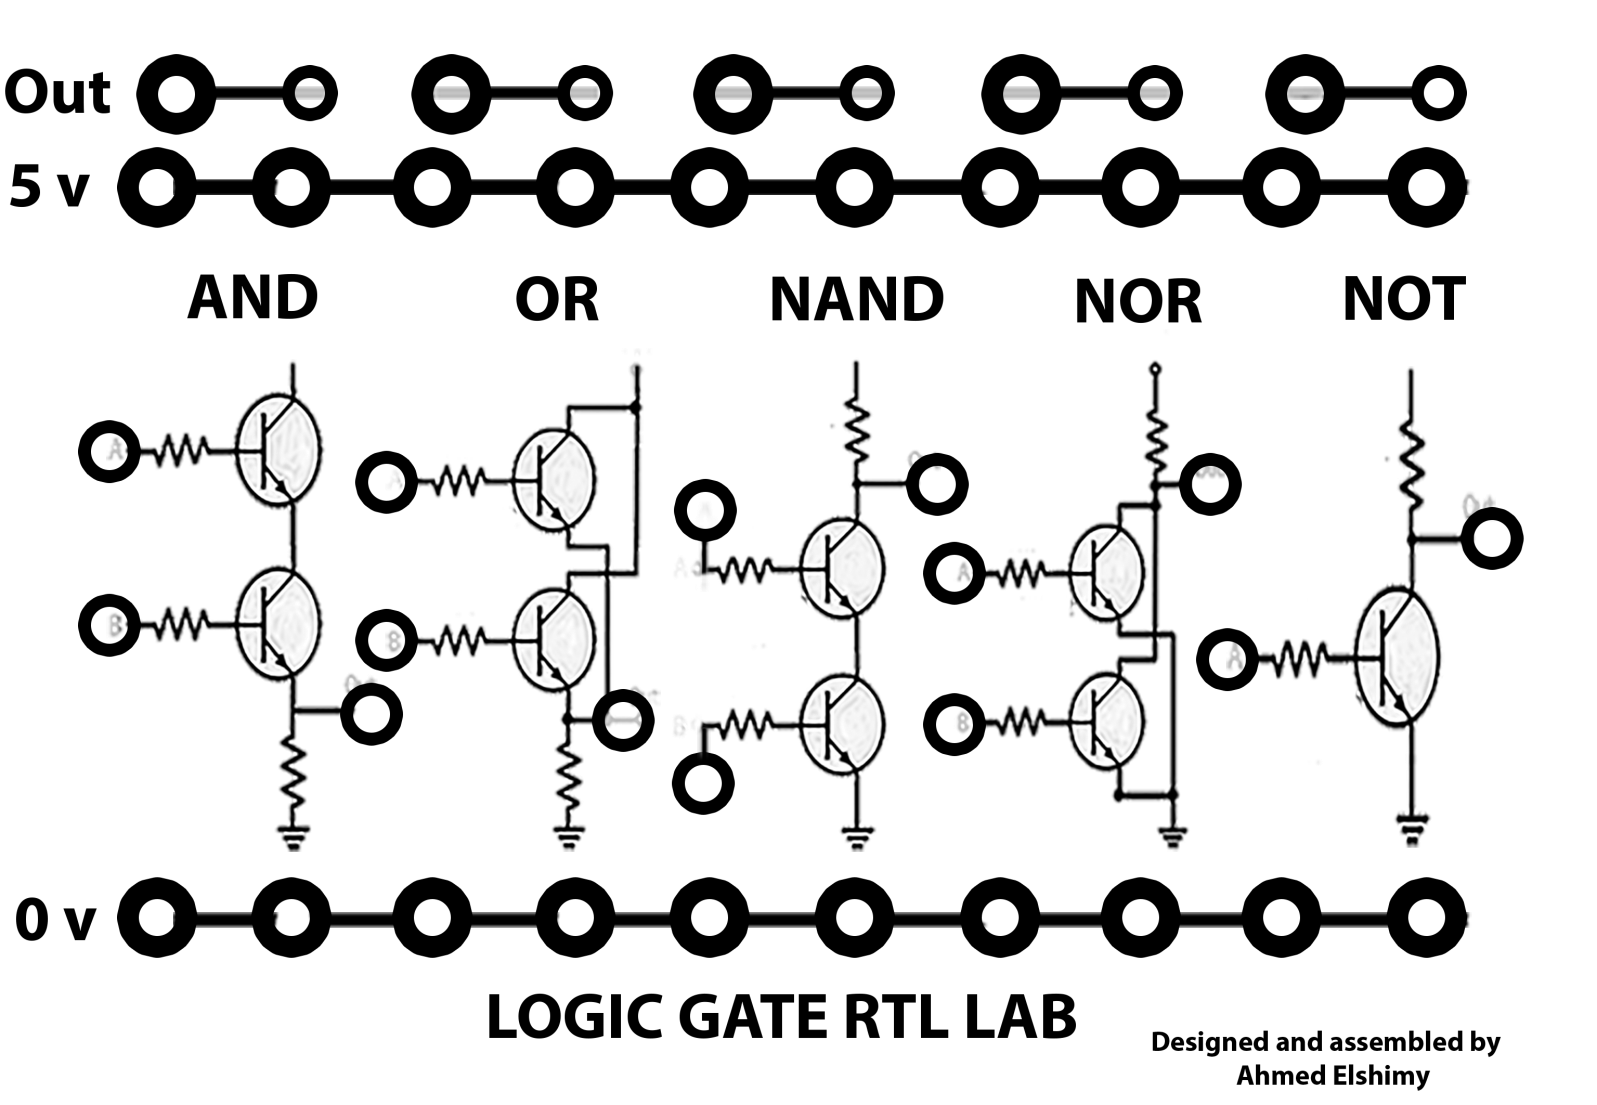 Out
5 v
AND OR NAND NOR NOT
A
B
B
A
B
A
B
A
0 v
LOGIC GATE RTL LAB
Designed and assembled by
Ahmed Elshimy